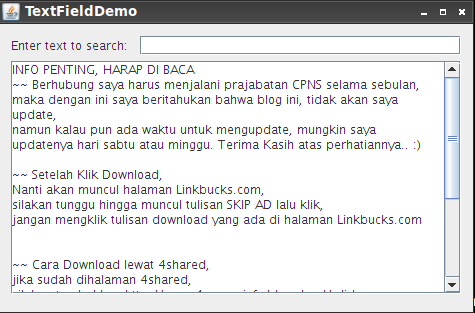 TextFieldDemo
Enter text to search:
INFO PENTING, HARAP DI BACA
~~ Berhubung saya harus menjalani prajabatan CPNS selama sebulan,
maka dengan ini saya beritahukan bahwa blog ini, tidak akan saya
update,
namun kalau pun ada waktu untuk mengupdate, mungkin saya
updatenya hari sabtu atau minggu. Terima Kasih atas perhatiannya.. :)
~~ Setelah Klik Download,
Nanti akan muncul halaman Linkbucks.com,
silakan tunggu hingga muncul tulisan SKIP AD lalu klik,
jangan mengklik tulisan download yang ada di halaman Linkbucks.com
~~ Cara Download lewat 4shared,
jika sudah dihalaman 4shared,